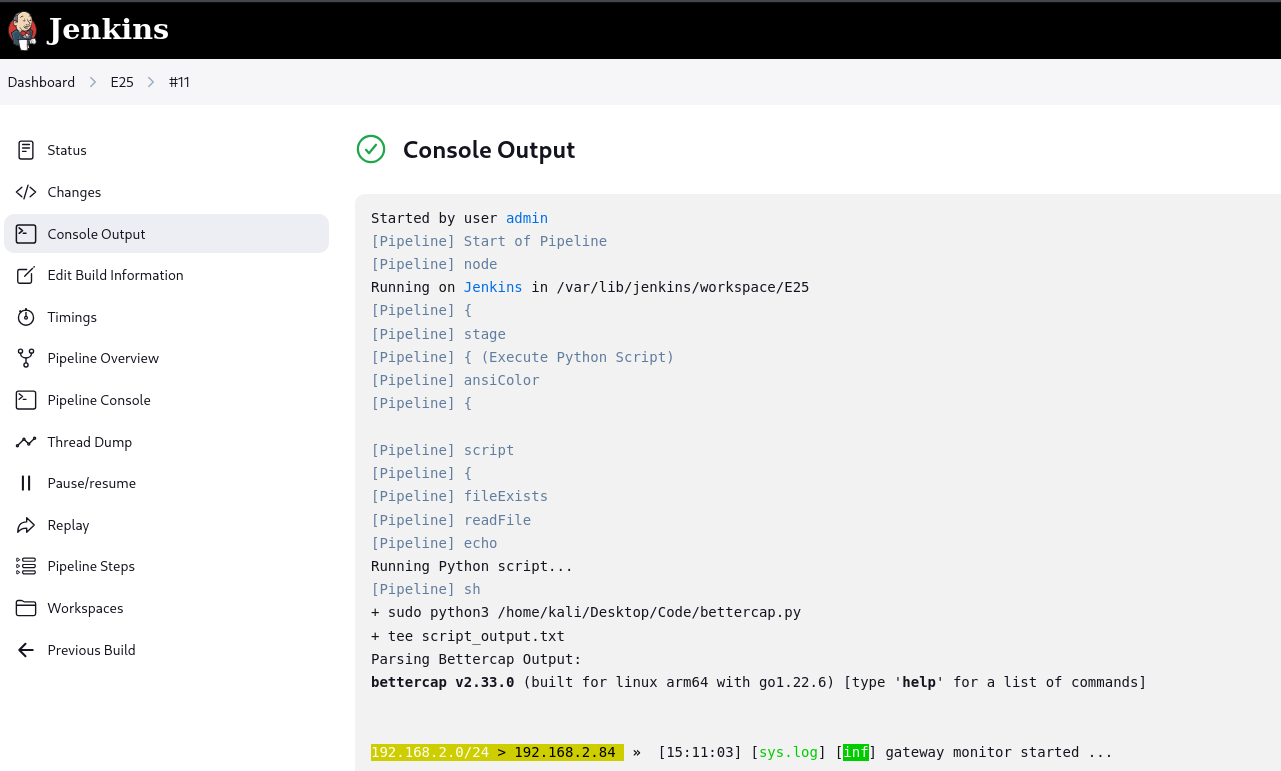 Jenkins
Dashboard
E25
#11
Status
Changes
Console Output
Edit Build Information
Timings
Pipeline Overview
Pipeline Console
Thread Dump
Pause/resume
Replay
Pipeline Steps
Workspaces
Previous Build
Console Output
Started by user admin
[Pipeline] Start of Pipeline
[Pipeline] node
Running on Jenkins in /var/lib/jenkins/workspace/E25
[Pipeline] {
[Pipeline] stage
[Pipeline] { (Execute Python Script)
[Pipeline] ansiColor
[Pipeline] {
[Pipeline] script
[Pipeline] {
[Pipeline] fileExists
[Pipeline] readFile
[Pipeline] echo
Running Python script...
[Pipeline] sh
+ sudo python3 /home/kali/Desktop/Code/bettercap.py
+ tee script_output.txt
Parsing Bettercap Output:
bettercap v2.33.0 (built for linux arm64 with go1.22.6) [type 'help' for a list of commands]
192.168.2.0/24 > 192.168.2.84  » [15:11:03] [sys.log] [inf] gateway monitor started ...